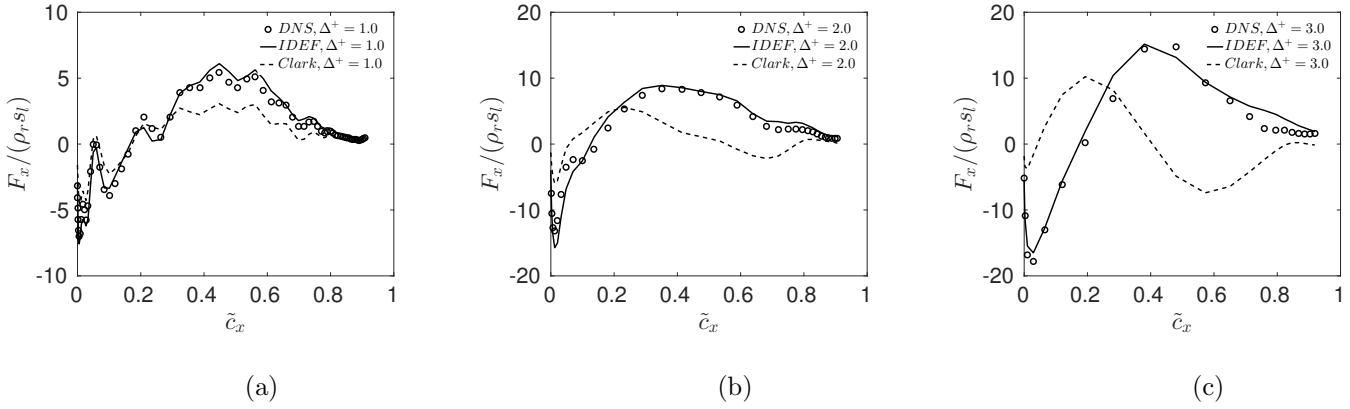 DNS, Δ⁺ = 1.0
IDEF, Δ⁺ = 1.0
Clark, Δ⁺ = 1.0
10
5
0
-5
-10
F_x/(ρ_r s_l)
0 0.2 0.4 0.6 0.8 1
c̃_x
(a)
DNS, Δ⁺ = 2.0
IDEF, Δ⁺ = 2.0
Clark, Δ⁺ = 2.0
20
10
0
-10
-20
F_x/(ρ_r s_l)
0 0.2 0.4 0.6 0.8 1
c̃_x
(b)
DNS, Δ⁺ = 3.0
IDEF, Δ⁺ = 3.0
Clark, Δ⁺ = 3.0
20
10
0
-10
-20
F_x/(ρ_r s_l)
0 0.2 0.4 0.6 0.8 1
c̃_x
(c)